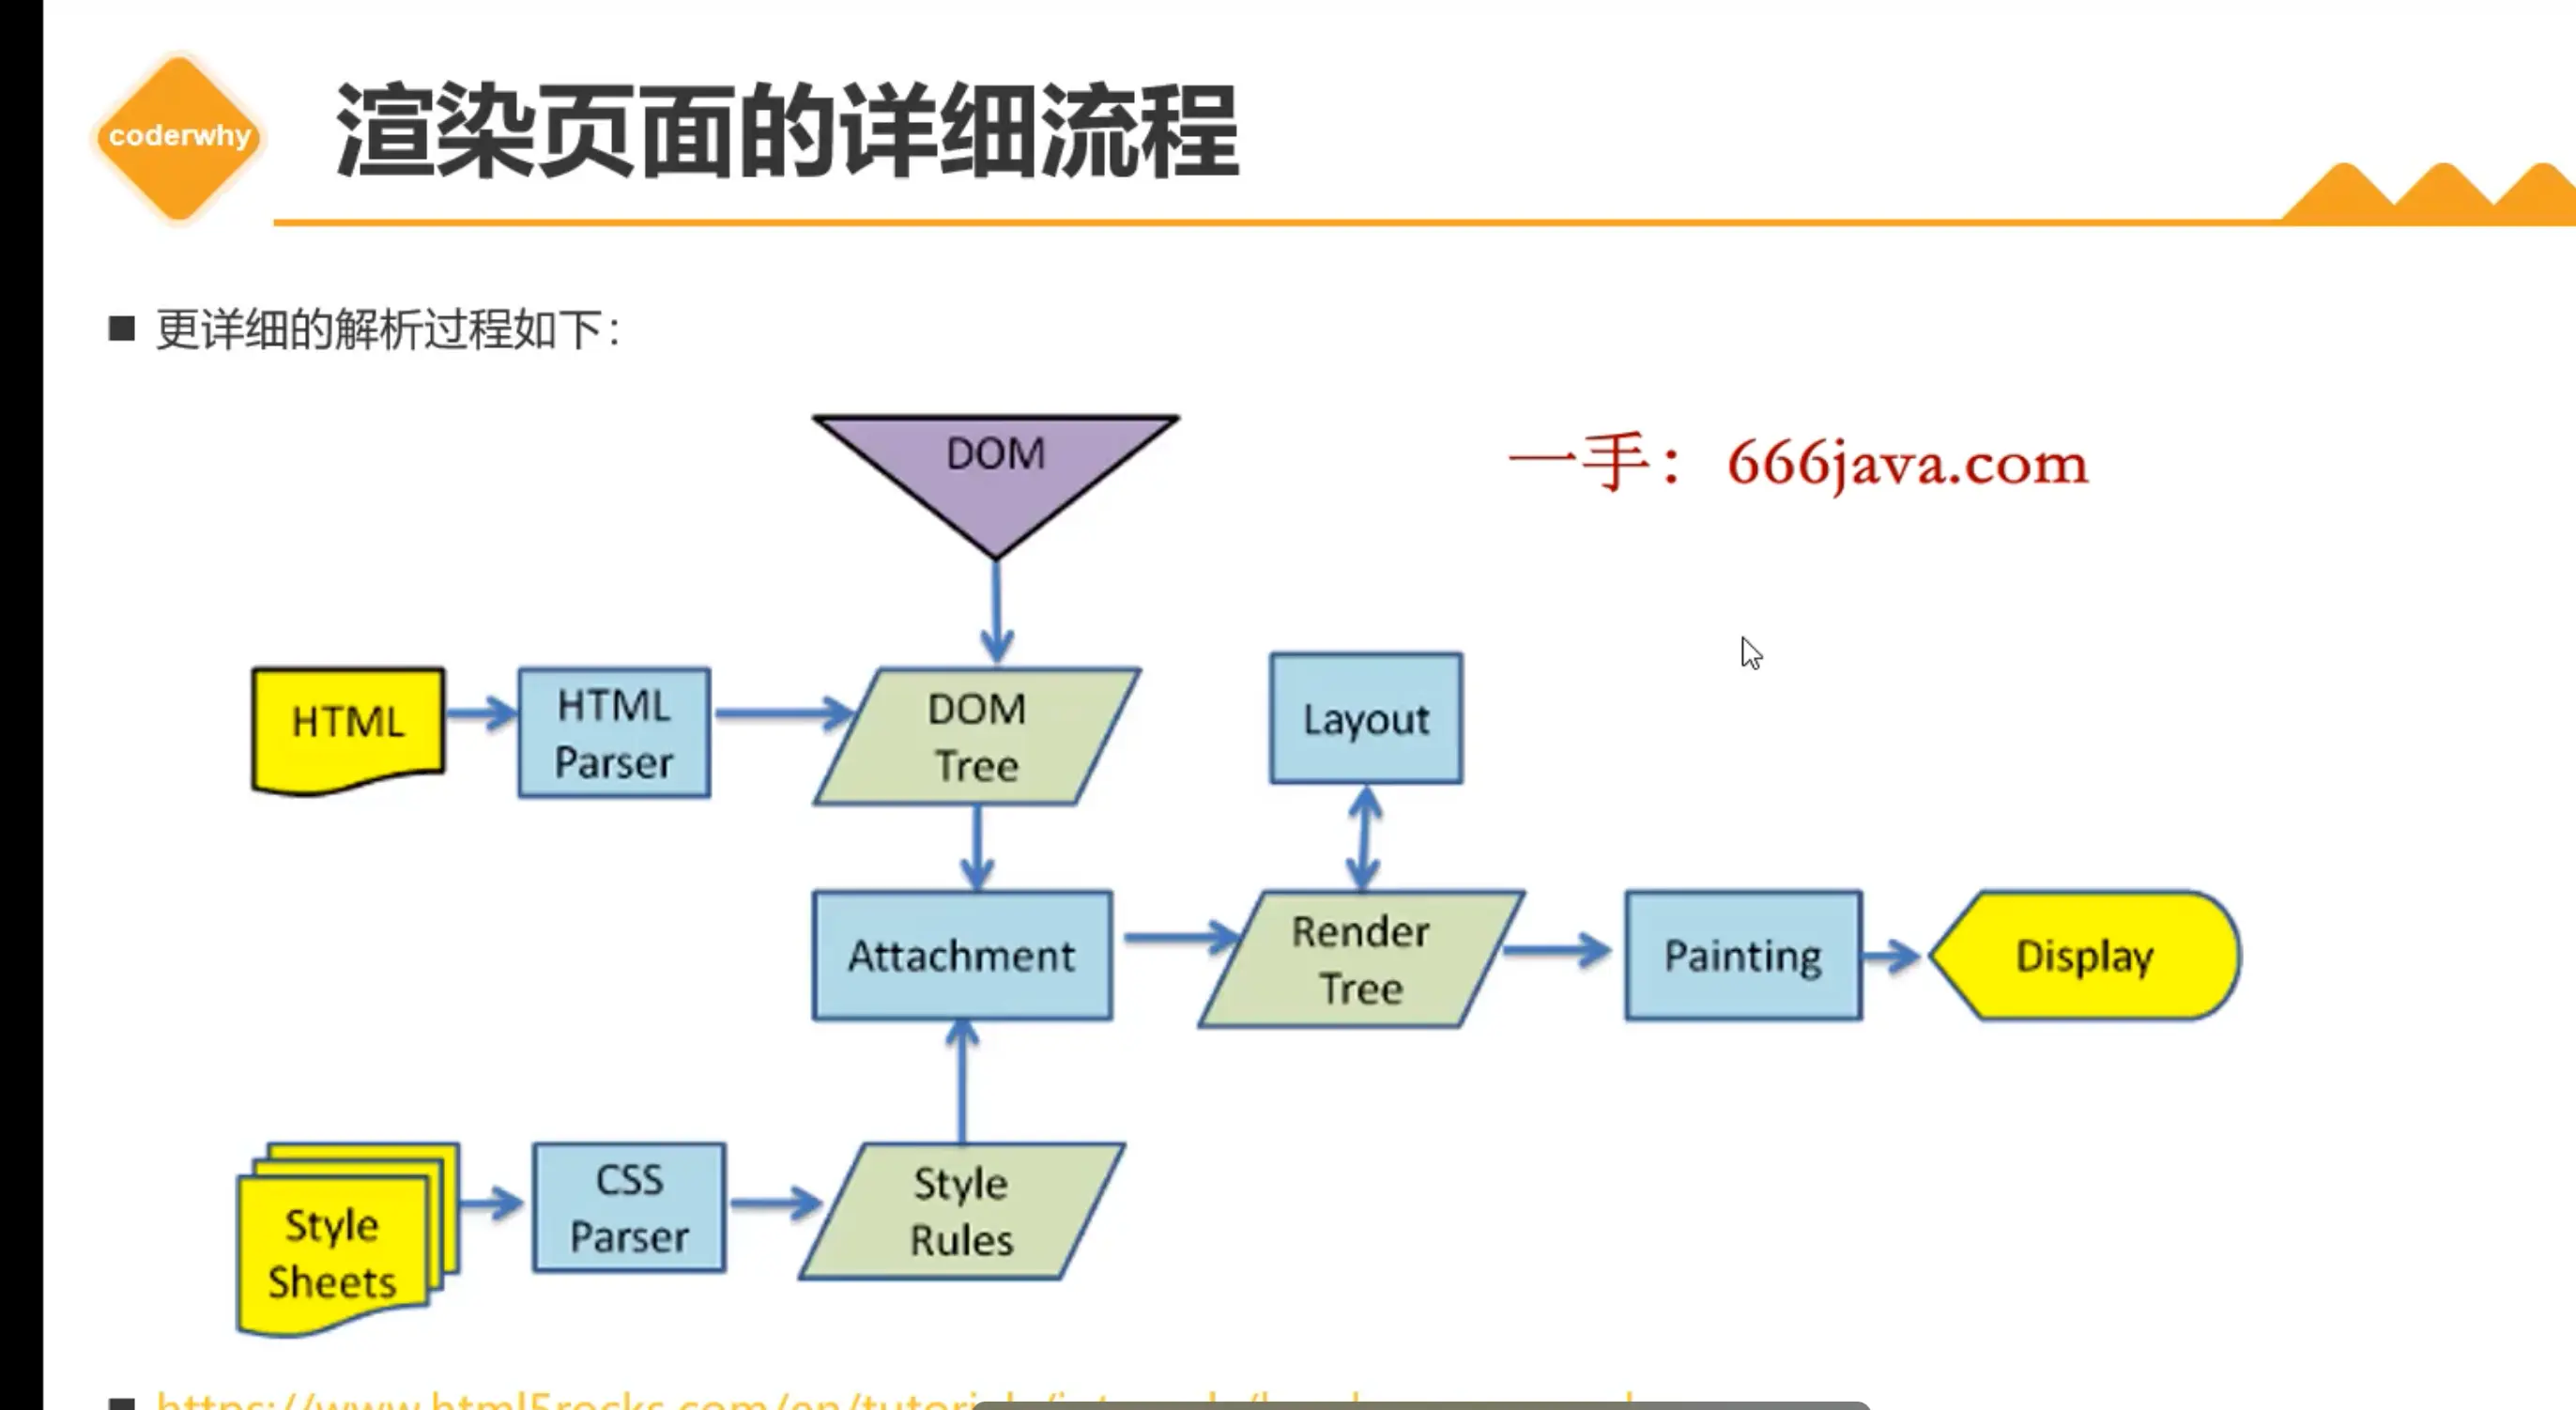 coderwhy
渲染页面的详细流程
更详细的解析过程如下：
DOM
一手：666java.com
HTML
HTML
Parser
DOM
Tree
Layout
Attachment
Render
Tree
Painting
Display
Style
Sheets
CSS
Parser
Style
Rules
https://www.html5rocks.com/en/tutorials/